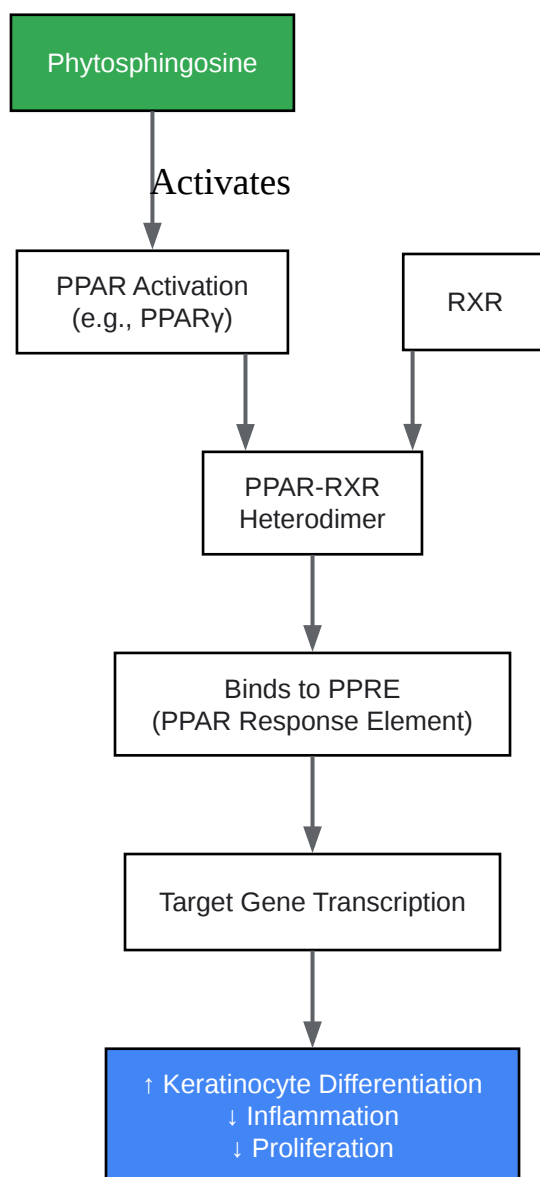 Phytosphingosine
Activates
PPAR Activation
(e.g., PPARγ)
RXR
PPAR-RXR
Heterodimer
Binds to PPRE
(PPAR Response Element)
Target Gene Transcription
↑ Keratinocyte Differentiation
↓ Inflammation
↓ Proliferation